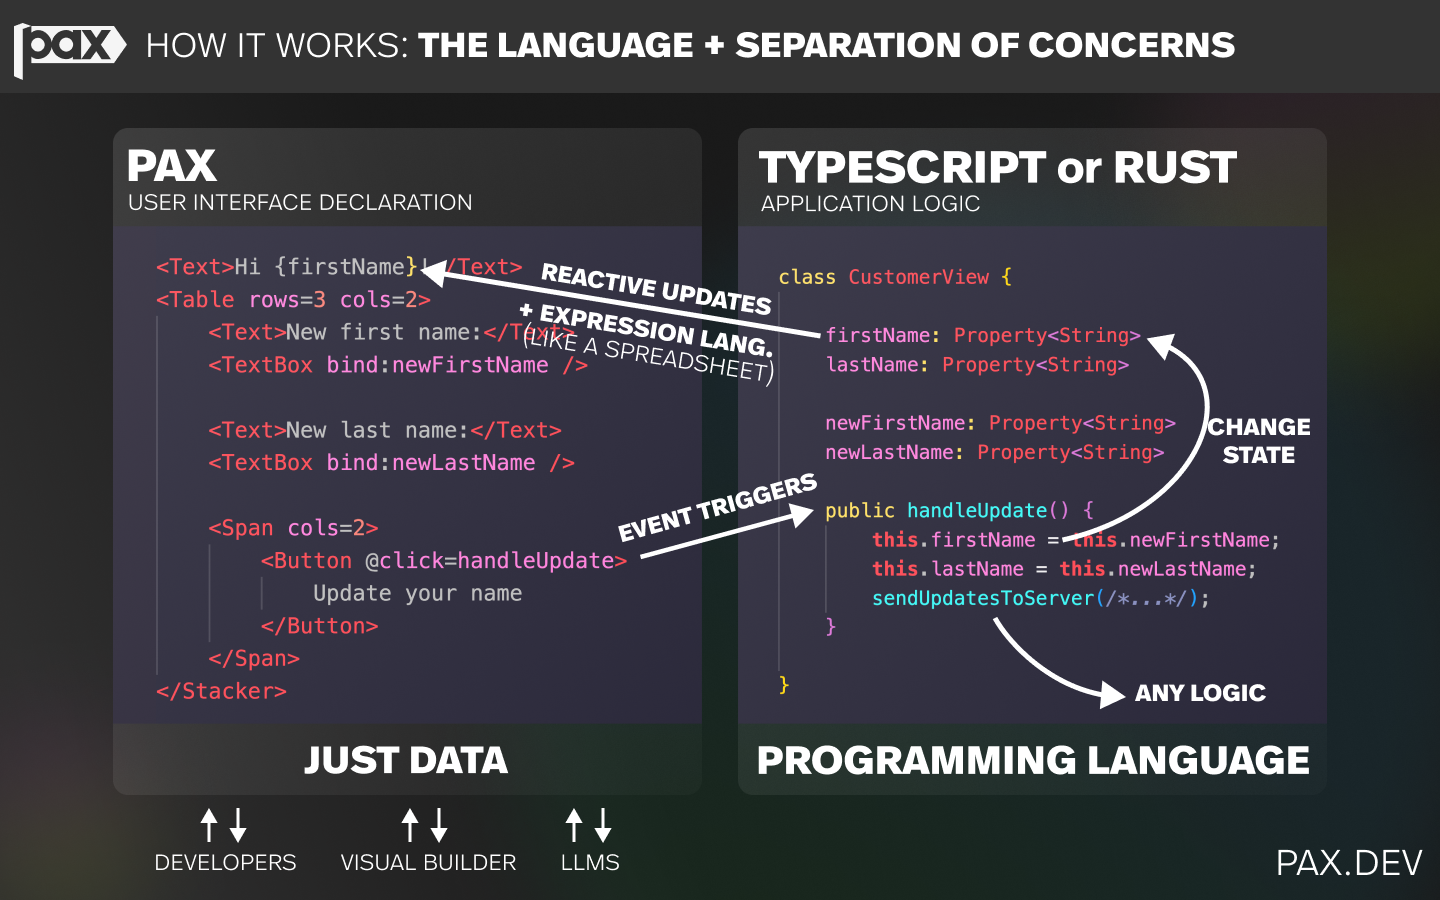 pax HOW IT WORKS: THE LANGUAGE + SEPARATION OF CONCERNS
PAX
USER INTERFACE DECLARATION
<Text>Hi {firstName}!</Text>
<Table rows=3 cols=2>
<Text>New first name:</Text>
<TextBox bind:newFirstName />
<Text>New last name:</Text>
<TextBox bind:newLastName />
<Span cols=2>
<Button @click=handleUpdate>
Update your name
</Button>
</Span>
</Stacker>
JUST DATA
REACTIVE UPDATES
+ EXPRESSION LANG.
(LIKE A SPREADSHEET)
EVENT TRIGGERS
TYPESCRIPT or RUST
APPLICATION LOGIC
class CustomerView {
firstName: Property<String>
lastName: Property<String>
newFirstName: Property<String>
newLastName: Property<String>
public handleUpdate() {
this.firstName = this.newFirstName;
this.lastName = this.newLastName;
sendUpdatesToServer(/*...*/);
}
}
CHANGE
STATE
ANY LOGIC
PROGRAMMING LANGUAGE
DEVELOPERS
VISUAL BUILDER
LLMS
PAX.DEV